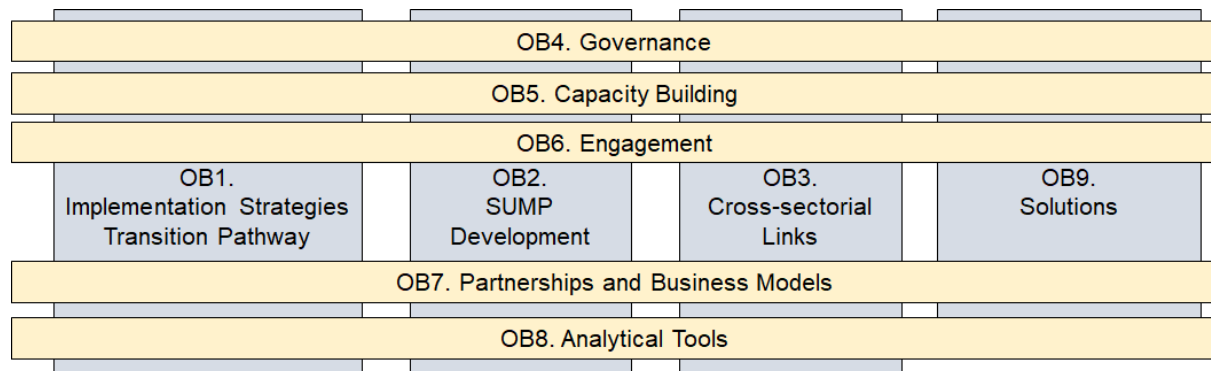 OB4. Governance
OB5. Capacity Building
OB6. Engagement
OB1.
Implementation Strategies
Transition Pathway
OB2.
SUMP
Development
OB3.
Cross-sectorial
Links
OB9.
Solutions
OB7. Partnerships and Business Models
OB8. Analytical Tools